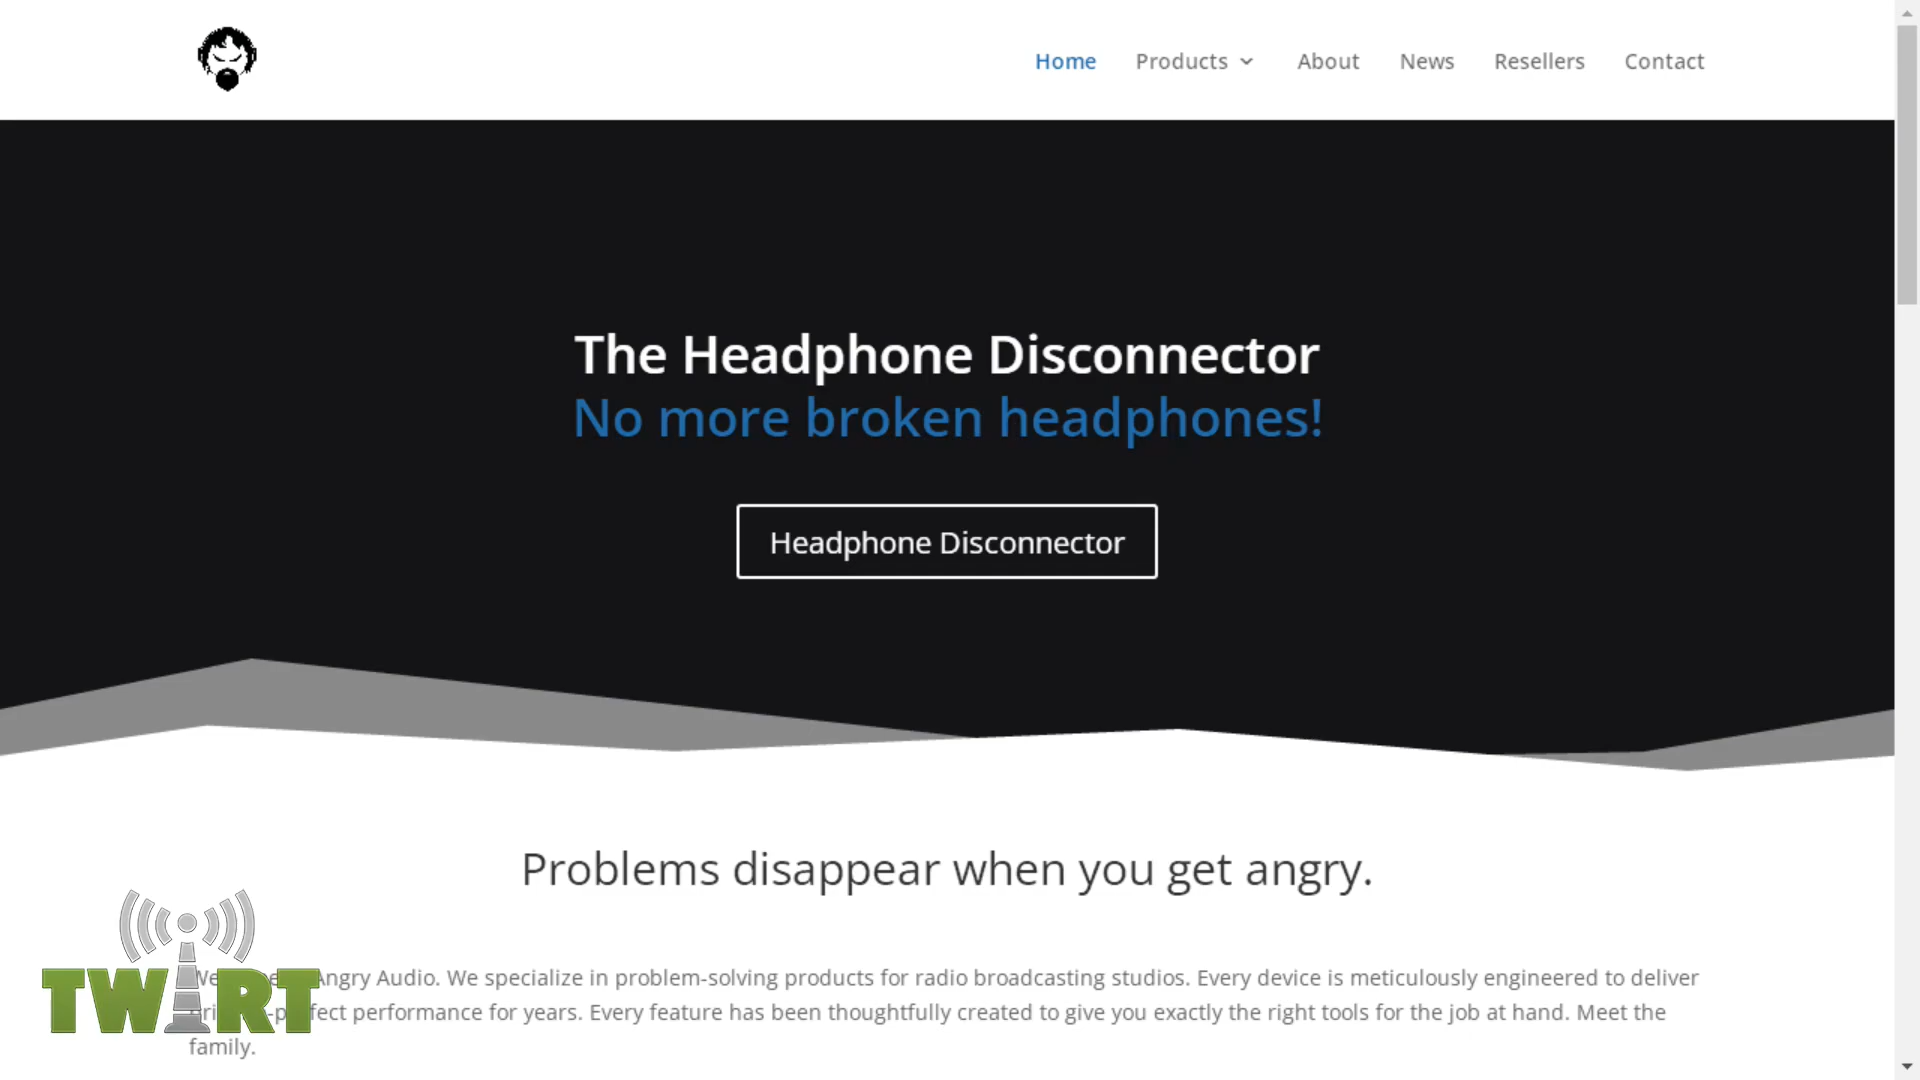 Home Products About News Resellers Contact
The Headphone Disconnector
No more broken headphones!
Headphone Disconnector
Problems disappear when you get angry.
Angry Audio. We specialize in problem-solving products for radio broadcasting studios. Every device is meticulously engineered to deliver
performance for years. Every feature has been thoughtfully created to give you exactly the right tools for the job at hand. Meet the
family.
TWIRT